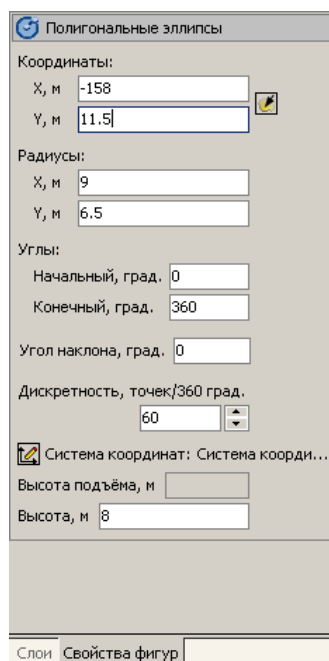 Полигональные эллипсы
Координаты:
X, м -158
Y, м 11.5
Радиусы:
X, м 9
Y, м 6.5
Углы:
Начальный, град. 0
Конечный, град. 360
Угол наклона, град. 0
Дискретность, точек/360 град.
60
Система координат: Система коорди...
Высота подъёма, м
Высота, м 8
Слои Свойства фигур